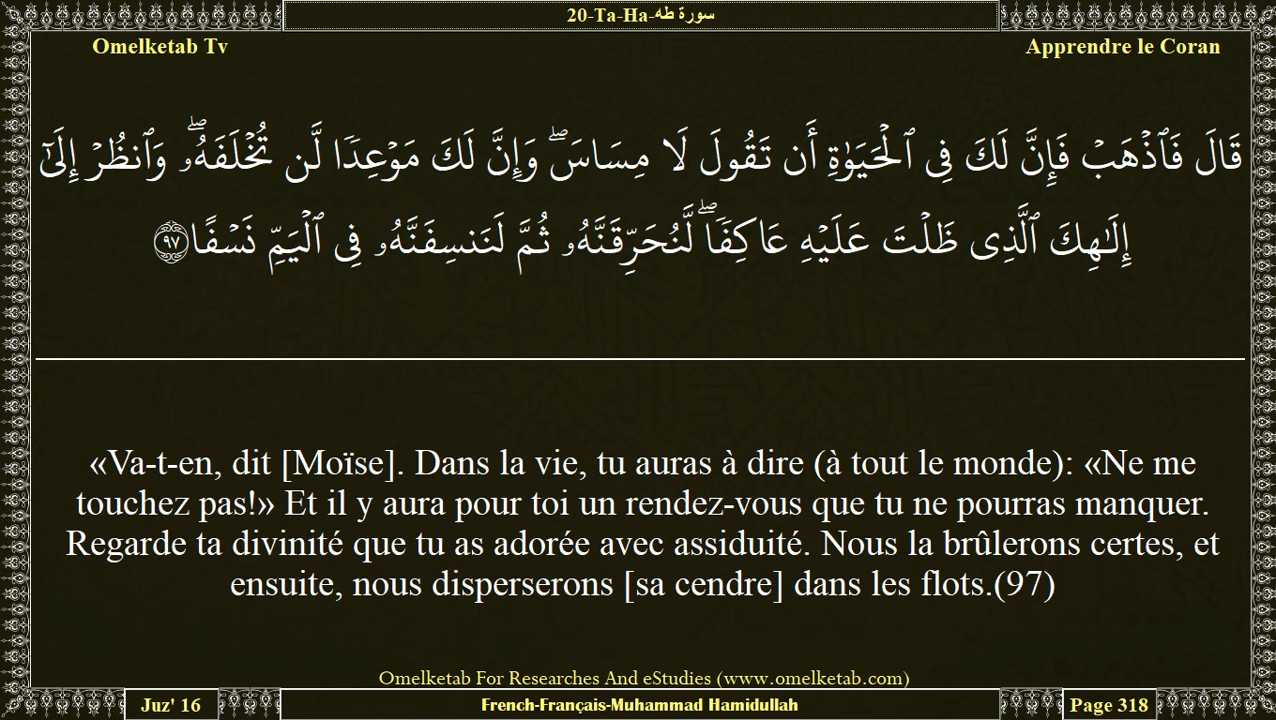 20-Ta-Ha-سورة طه
Omelketab Tv
Apprendre le Coran
قَالَ فَٱذْهَبْ فَإِنَّ لَكَ فِى ٱلْحَيَوٰةِ أَن تَقُولَ لَا مِسَاسَ ۖ وَإِنَّ لَكَ مَوْعِدًا لَّن تُخْلَفَهُۥ ۖ وَٱنظُرْ إِلَىٰٓ
إِلَـٰهِكَ ٱلَّذِى ظَلْتَ عَلَيْهِ عَاكِفًا ۖ لَّنُحَرِّقَنَّهُۥ ثُمَّ لَنَنسِفَنَّهُۥ فِى ٱلْيَمِّ نَسْفًا ﴿٩٧﴾
«Va-t-en, dit [Moïse]. Dans la vie, tu auras à dire (à tout le monde): «Ne me
touchez pas!» Et il y aura pour toi un rendez-vous que tu ne pourras manquer.
Regarde ta divinité que tu as adorée avec assiduité. Nous la brûlerons certes, et
ensuite, nous disperserons [sa cendre] dans les flots.(97)
Omelketab For Researches And eStudies (www.omelketab.com)
Juz' 16
French-Français-Muhammad Hamidullah
Page 318